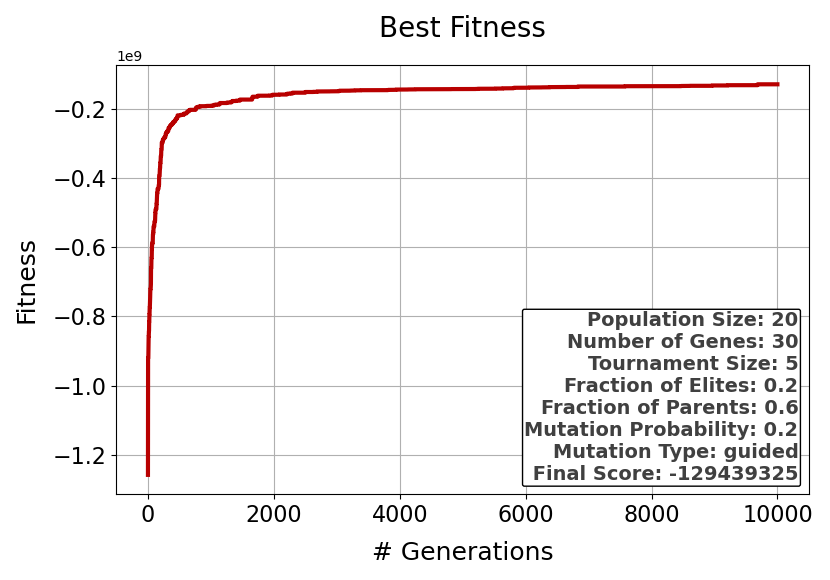 Best Fitness
1e9
−0.2
−0.4
−0.6
−0.8
−1.0
−1.2
Fitness
Population Size: 20
Number of Genes: 30
Tournament Size: 5
Fraction of Elites: 0.2
Fraction of Parents: 0.6
Mutation Probability: 0.2
Mutation Type: guided
Final Score: -129439325
0 2000 4000 6000 8000 10000
# Generations